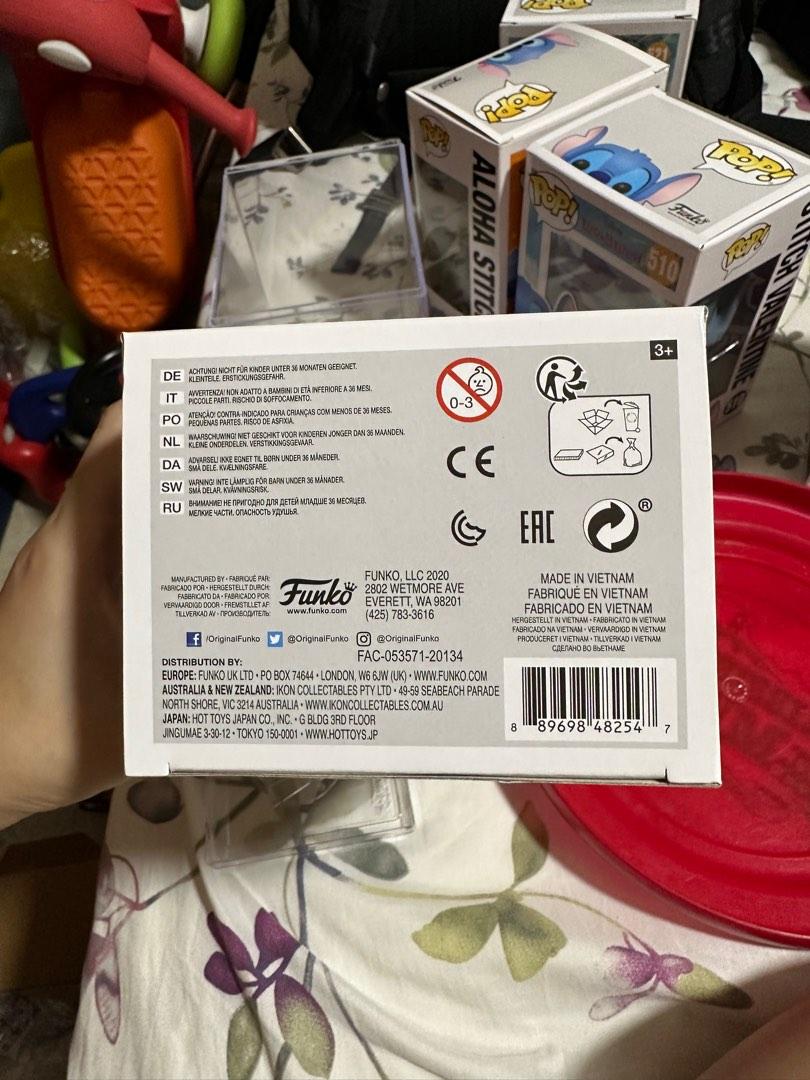 POP!
POP!
Funko
ALOHA STITC
POP!
POP!
Funko
510
POP!
TITCH VALENTINE
3+
DE ACHTUNG! NICHT FÜR KINDER UNTER 36 MONATEN GEEIGNET.
KLEINTEILE. ERSTICKUNGSGEFAHR.
IT AVVERTENZA! NON ADATTO A BAMBINI DI ETÀ INFERIORE A 36 MESI.
PICCOLE PARTI. RISCHIO DI SOFFOCAMENTO.
PO ATENÇAO! CONTRA-INDICADO PARA CRIANÇAS COM MENOS DE 36 MESES.
PEQUENAS PARTES. RISCO DE ASFIXIA.
NL WAARSCHUWING! NIET GESCHIKT VOOR KINDEREN JONGER DAN 36 MAANDEN.
KLEINE ONDERDELEN. VERSTIKKINGSGEVAAR.
DA ADVARSEL! IKKE EGNET TIL BØRN UNDER 36 MÅNEDER.
SMÅ DELE. KVÆLNINGSFARE.
SW VARNING! INTE LÄMPLIG FÖR BARN UNDER 36 MÅNADER.
SMÅ DELAR. KVÄVNINGSRISK.
RU ВНИМАНИЕ! НЕ ПРИГОДНО ДЛЯ ДЕТЕЙ МЛАДШЕ 36 МЕСЯЦЕВ.
МЕЛКИЕ ЧАСТИ, ОПАСНОСТЬ УДУШЬЯ.
0-3
CE
EAC
®
MANUFACTURED BY • FABRIQUÉ PAR:
FABRICADO POR • HERGESTELLT DURCH:
FABBRICATO DA • FABRICADO POR:
VERVAARDIGD DOOR • FREMSTILLET AF:
TILLVERKAD AV • ПРОИЗВОДИТЕЛЬ:
Funko
www.funko.com
FUNKO, LLC 2020
2802 WETMORE AVE
EVERETT, WA 98201
(425) 783-3616
/OriginalFunko @OriginalFunko @OriginalFunko
FAC-053571-20134
MADE IN VIETNAM
FABRIQUÉ EN VIETNAM
FABRICADO EN VIETNAM
HERGESTELLT IN VIETNAM • FABBRICATO IN VIETNAM
FABRICADO NA VIETNAM • VERVAARDIGD IN VIETNAM
PRODUCERET I VIETNAM • TILLVERKAD I VIETNAM
СДЕЛАНО ВО ВЬЕТНАМЕ
DISTRIBUTION BY:
EUROPE: FUNKO UK LTD • PO BOX 74644 • LONDON, W6 6JW (UK) • WWW.FUNKO.COM
AUSTRALIA & NEW ZEALAND: IKON COLLECTABLES PTY LTD • 49-59 SEABEACH PARADE
NORTH SHORE, VIC 3214 AUSTRALIA • WWW.IKONCOLLECTABLES.COM.AU
JAPAN: HOT TOYS JAPAN CO., INC. • G BLDG 3RD FLOOR
JINGUMAE 3-30-12 • TOKYO 150-0001 • WWW.HOTTOYS.JP
8 89698 48254 7